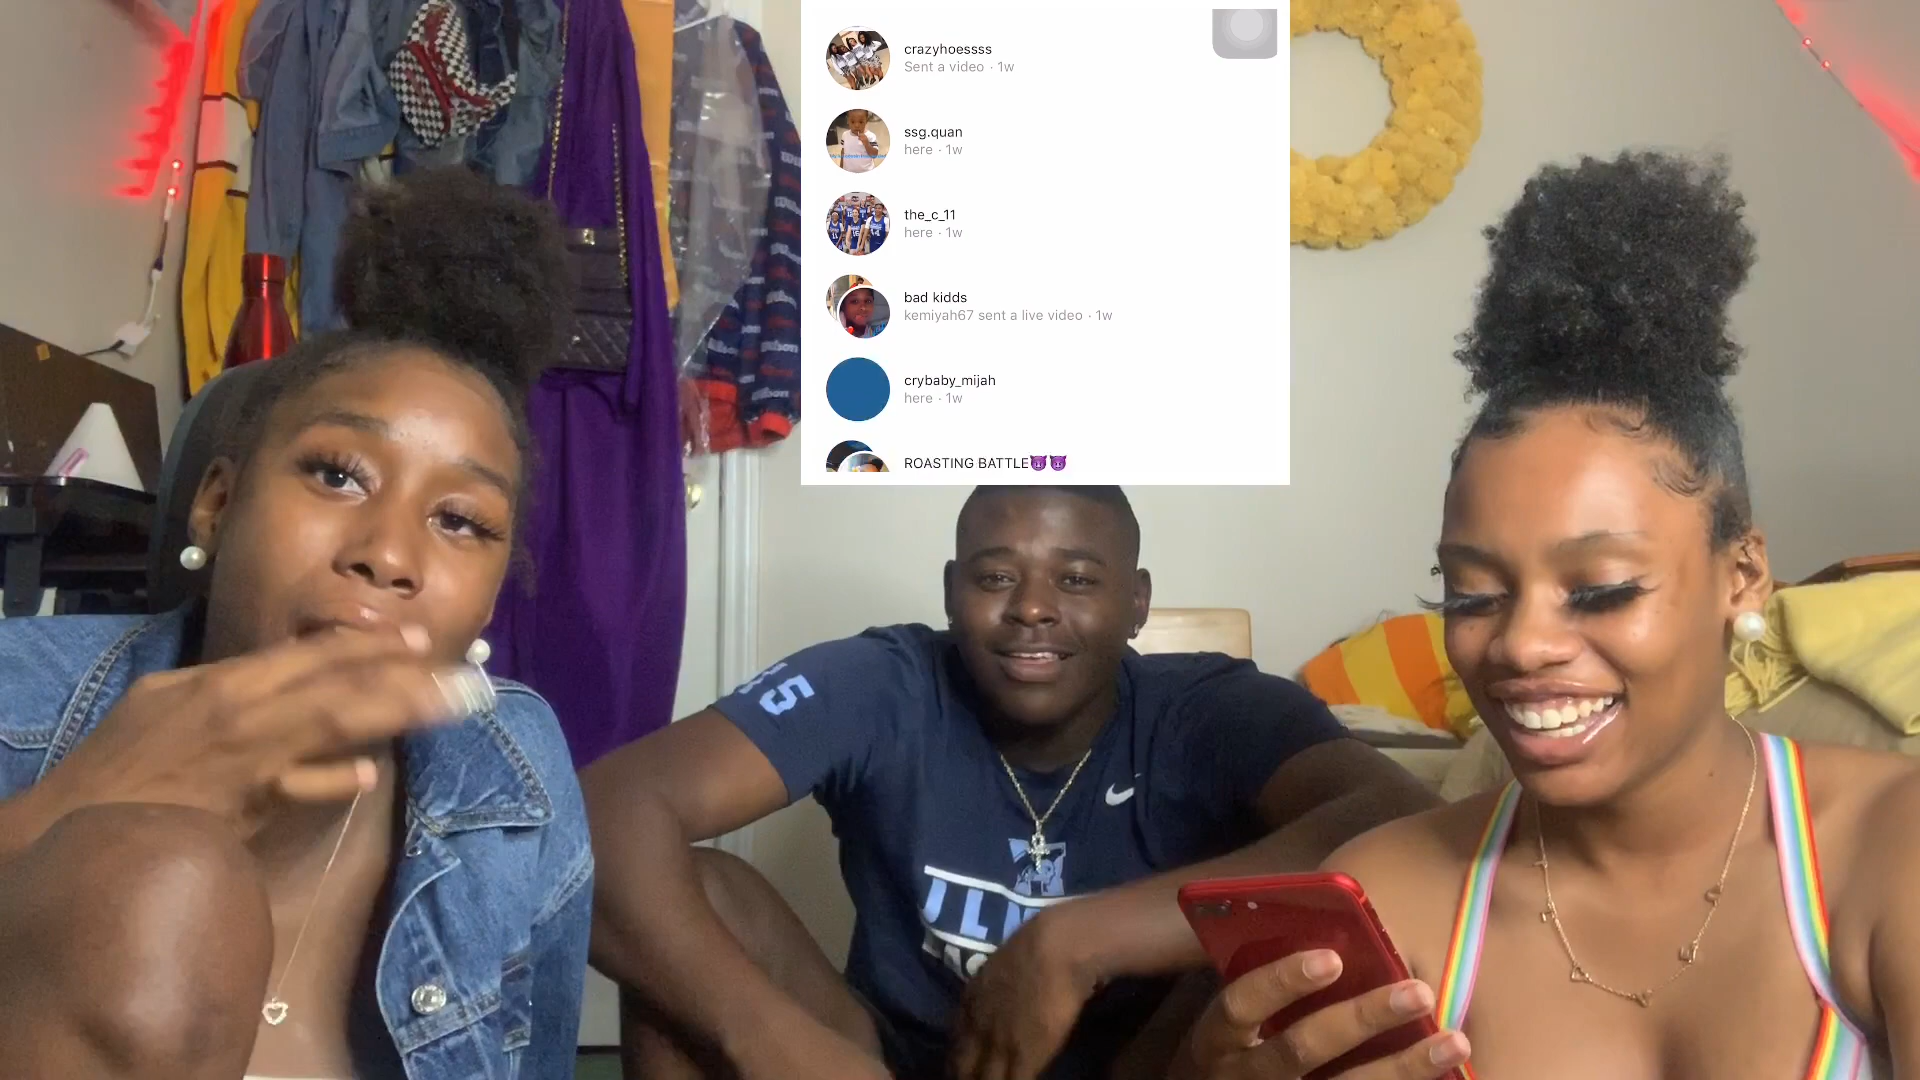 crazyhoessss
Sent a video · 1w
ssg.quan
here · 1w
the_c_11
here · 1w
bad kidds
kemiyah67 sent a live video · 1w
crybaby_mijah
here · 1w
ROASTING BATTLE😈😈